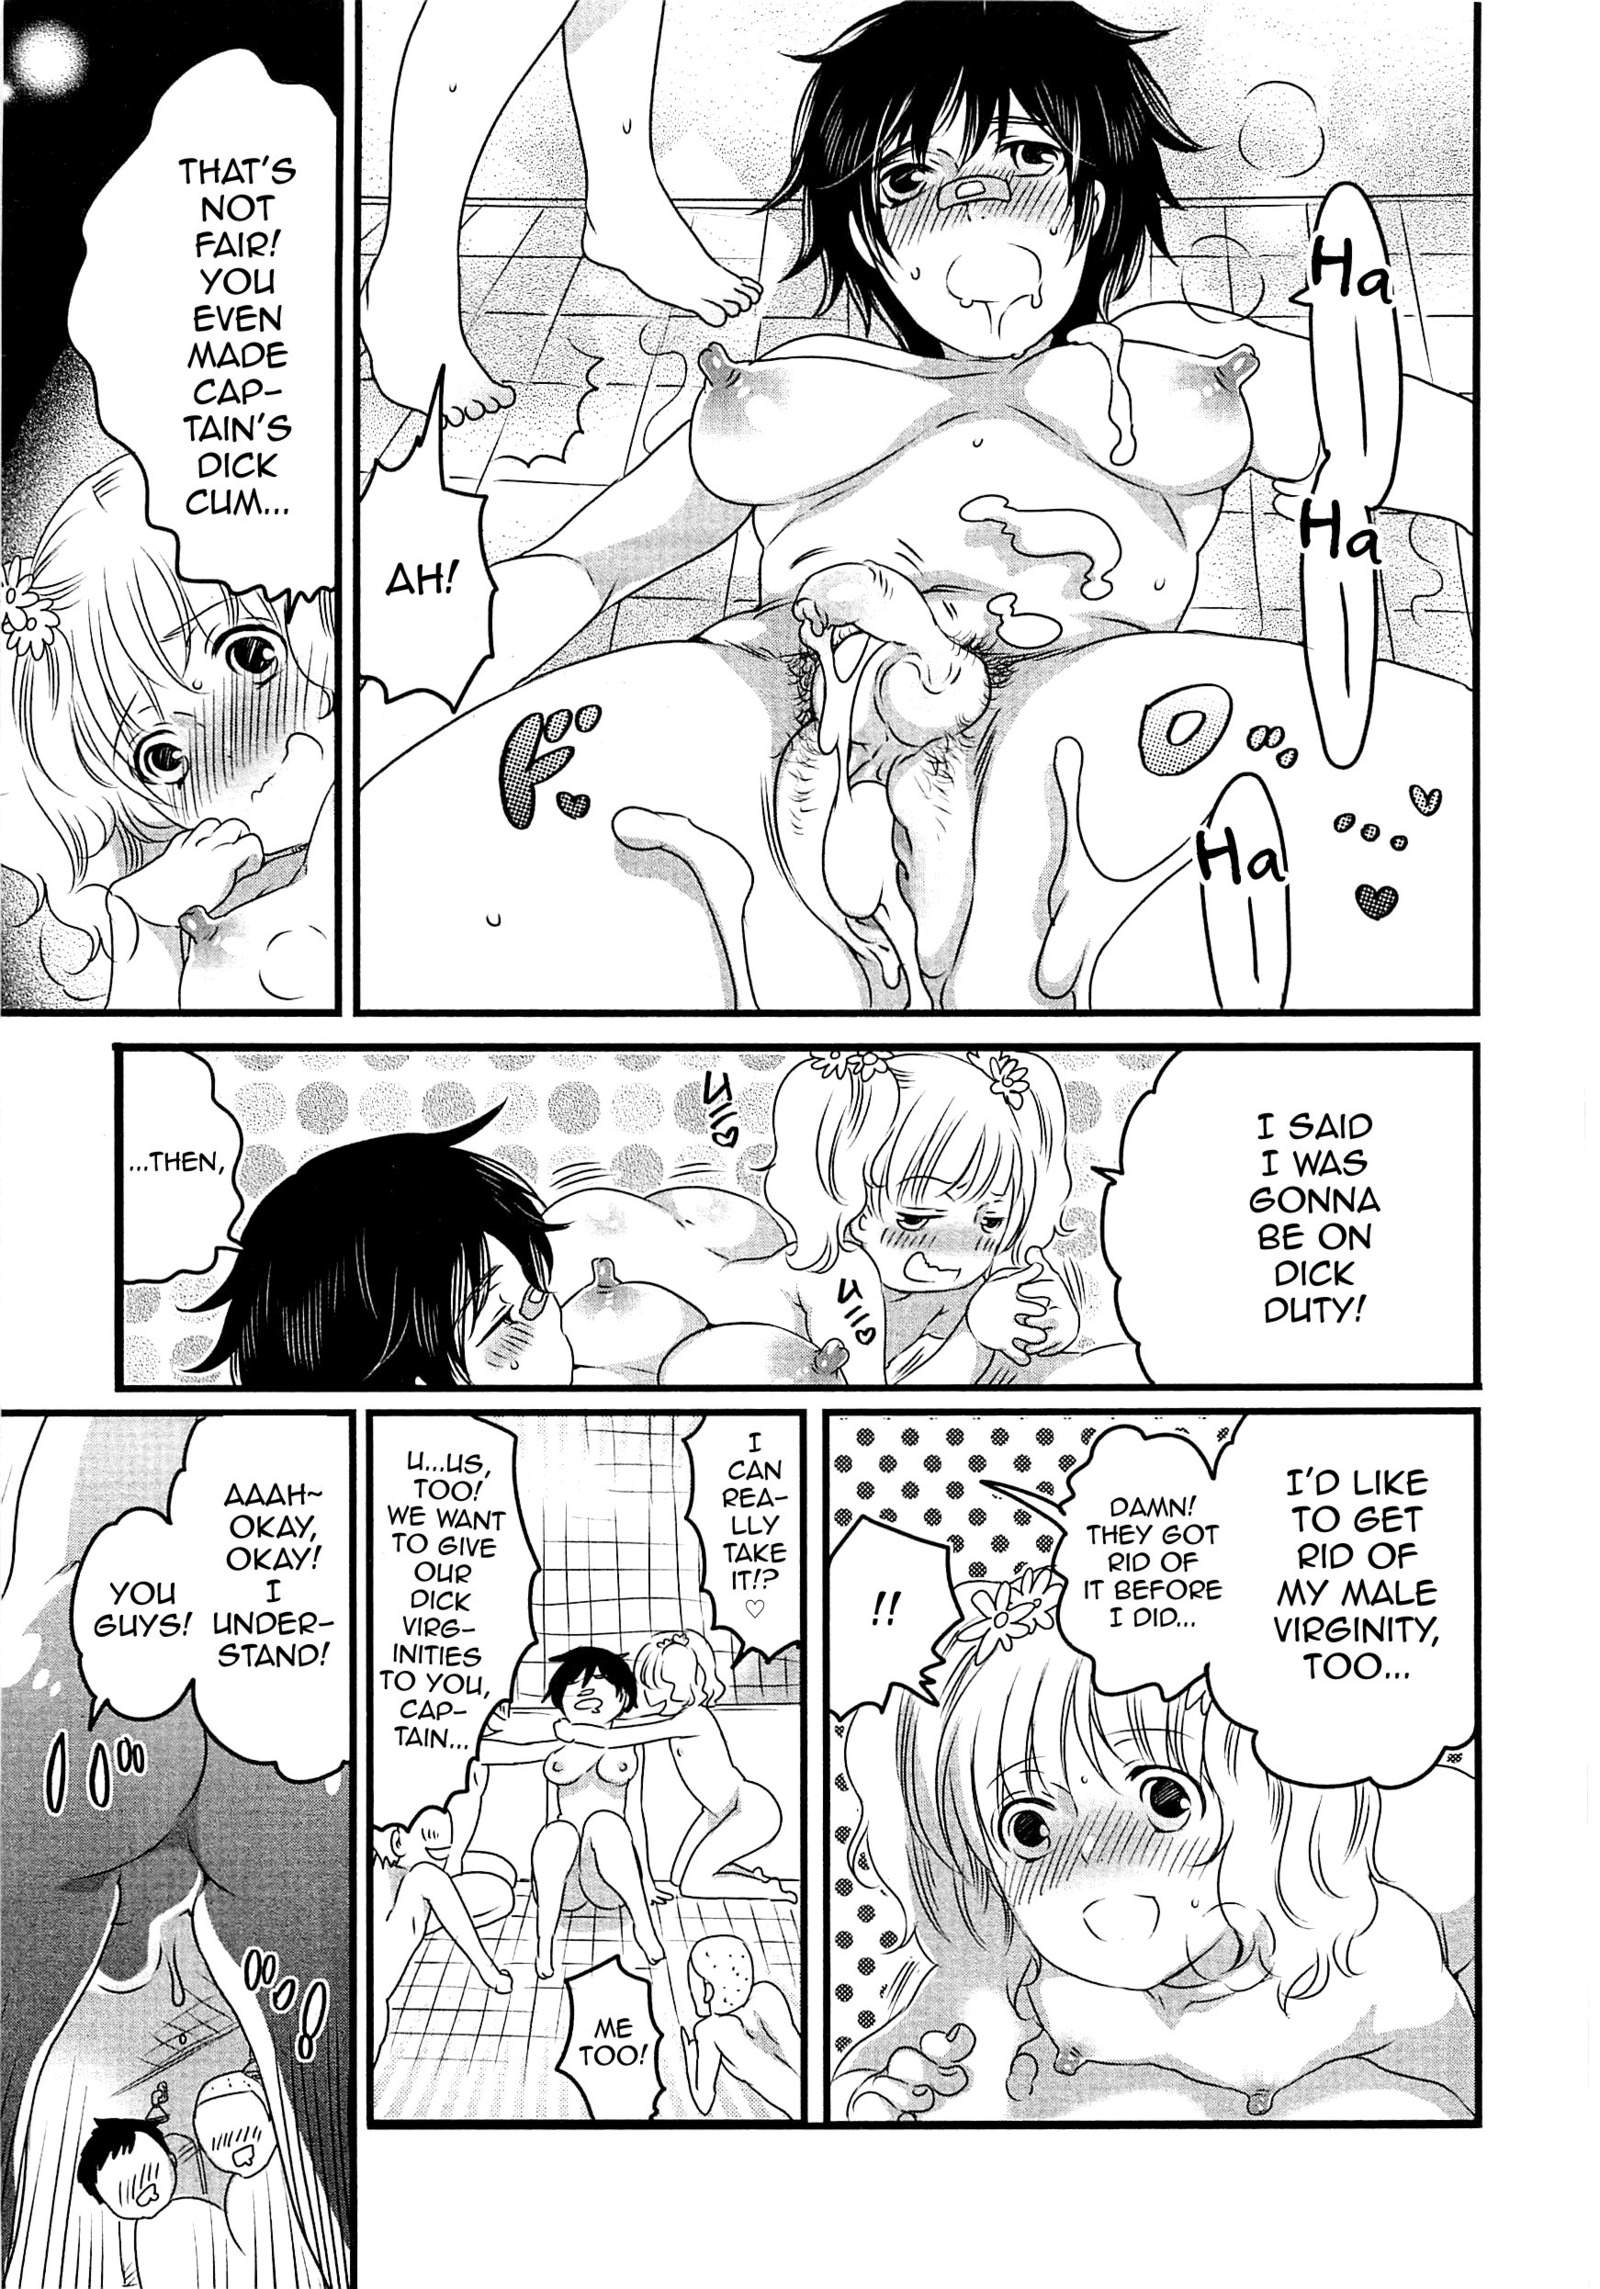 Ha
Ha
Ha
ド
ロ
AH!
THAT'S
NOT
FAIR!
YOU
EVEN
MADE
CAP-
TAIN'S
DICK
CUM...
I SAID
I WAS
GONNA
BE ON
DICK
DUTY!
...THEN,
I'D LIKE
TO GET
RID OF
MY MALE
VIRGINITY,
TOO...
DAMN!
THEY GOT
RID OF
IT BEFORE
I DID...
!!
I
CAN
REA-
LLY
TAKE
IT!?
♡
U...US,
TOO!
WE WANT
TO GIVE
OUR
DICK
VIRG-
INITIES
TO YOU,
CAP-
TAIN...
ME
TOO!
AAAH~
OKAY,
OKAY!
I
UNDER-
STAND!
YOU
GUYS!